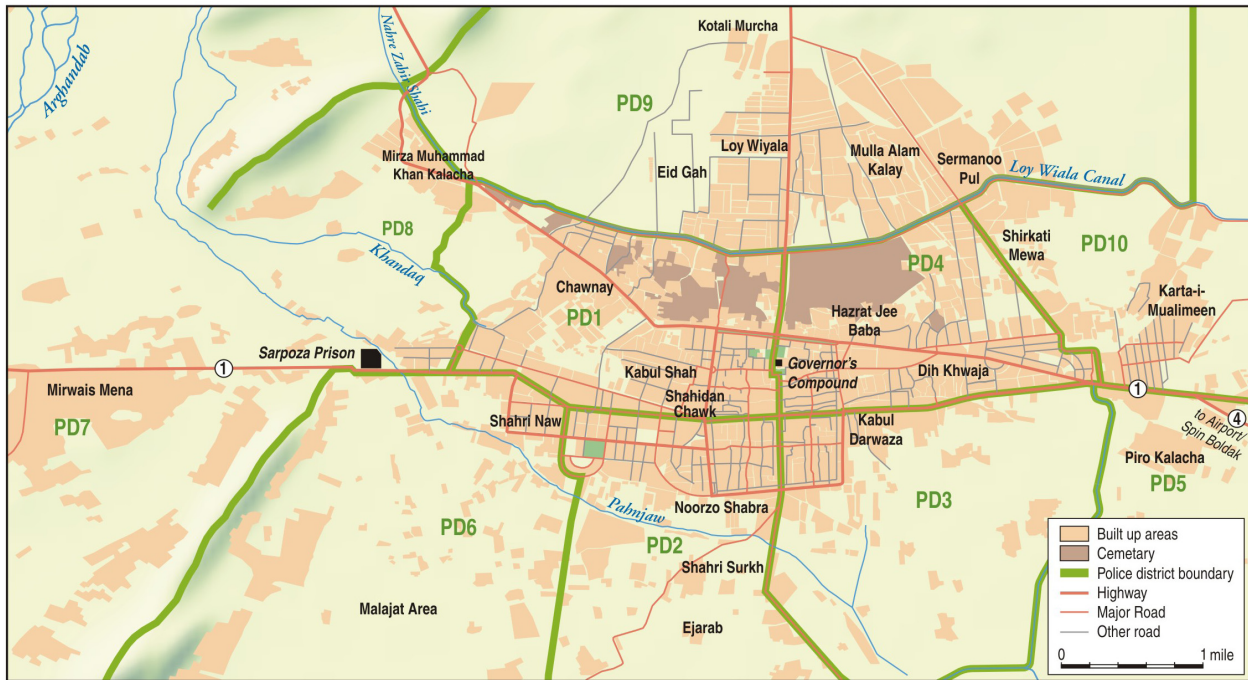 Kotali Murcha
Nahre Zahir Shahi
Arghandab
PD9
Loy Wiyala
Mulla Alam
Kalay
Sermanoo
Pul
Mirza Muhammad
Khan Kalacha
Eid Gah
Loy Wiala Canal
PD8
Khandaq
Shirkati
Mewa
PD10
PD4
Chawnay
PD1
Karta-i-
Mualimeen
Hazrat Jee
Baba
Sarpoza Prison
1
Governor's
Compound
Kabul Shah
Dih Khwaja
Mirwais Mena
PD7
Shahidan
Chawk
1
4
to Airport/
Spin Boldak
Shahri Naw
Kabul
Darwaza
Piro Kalacha
PD5
PD3
Noorzo Shabra
Pahnjaw
PD6
PD2
Shahri Surkh
Malajat Area
Ejarab
Built up areas
Cemetary
Police district boundary
Highway
Major Road
Other road
0 1 mile